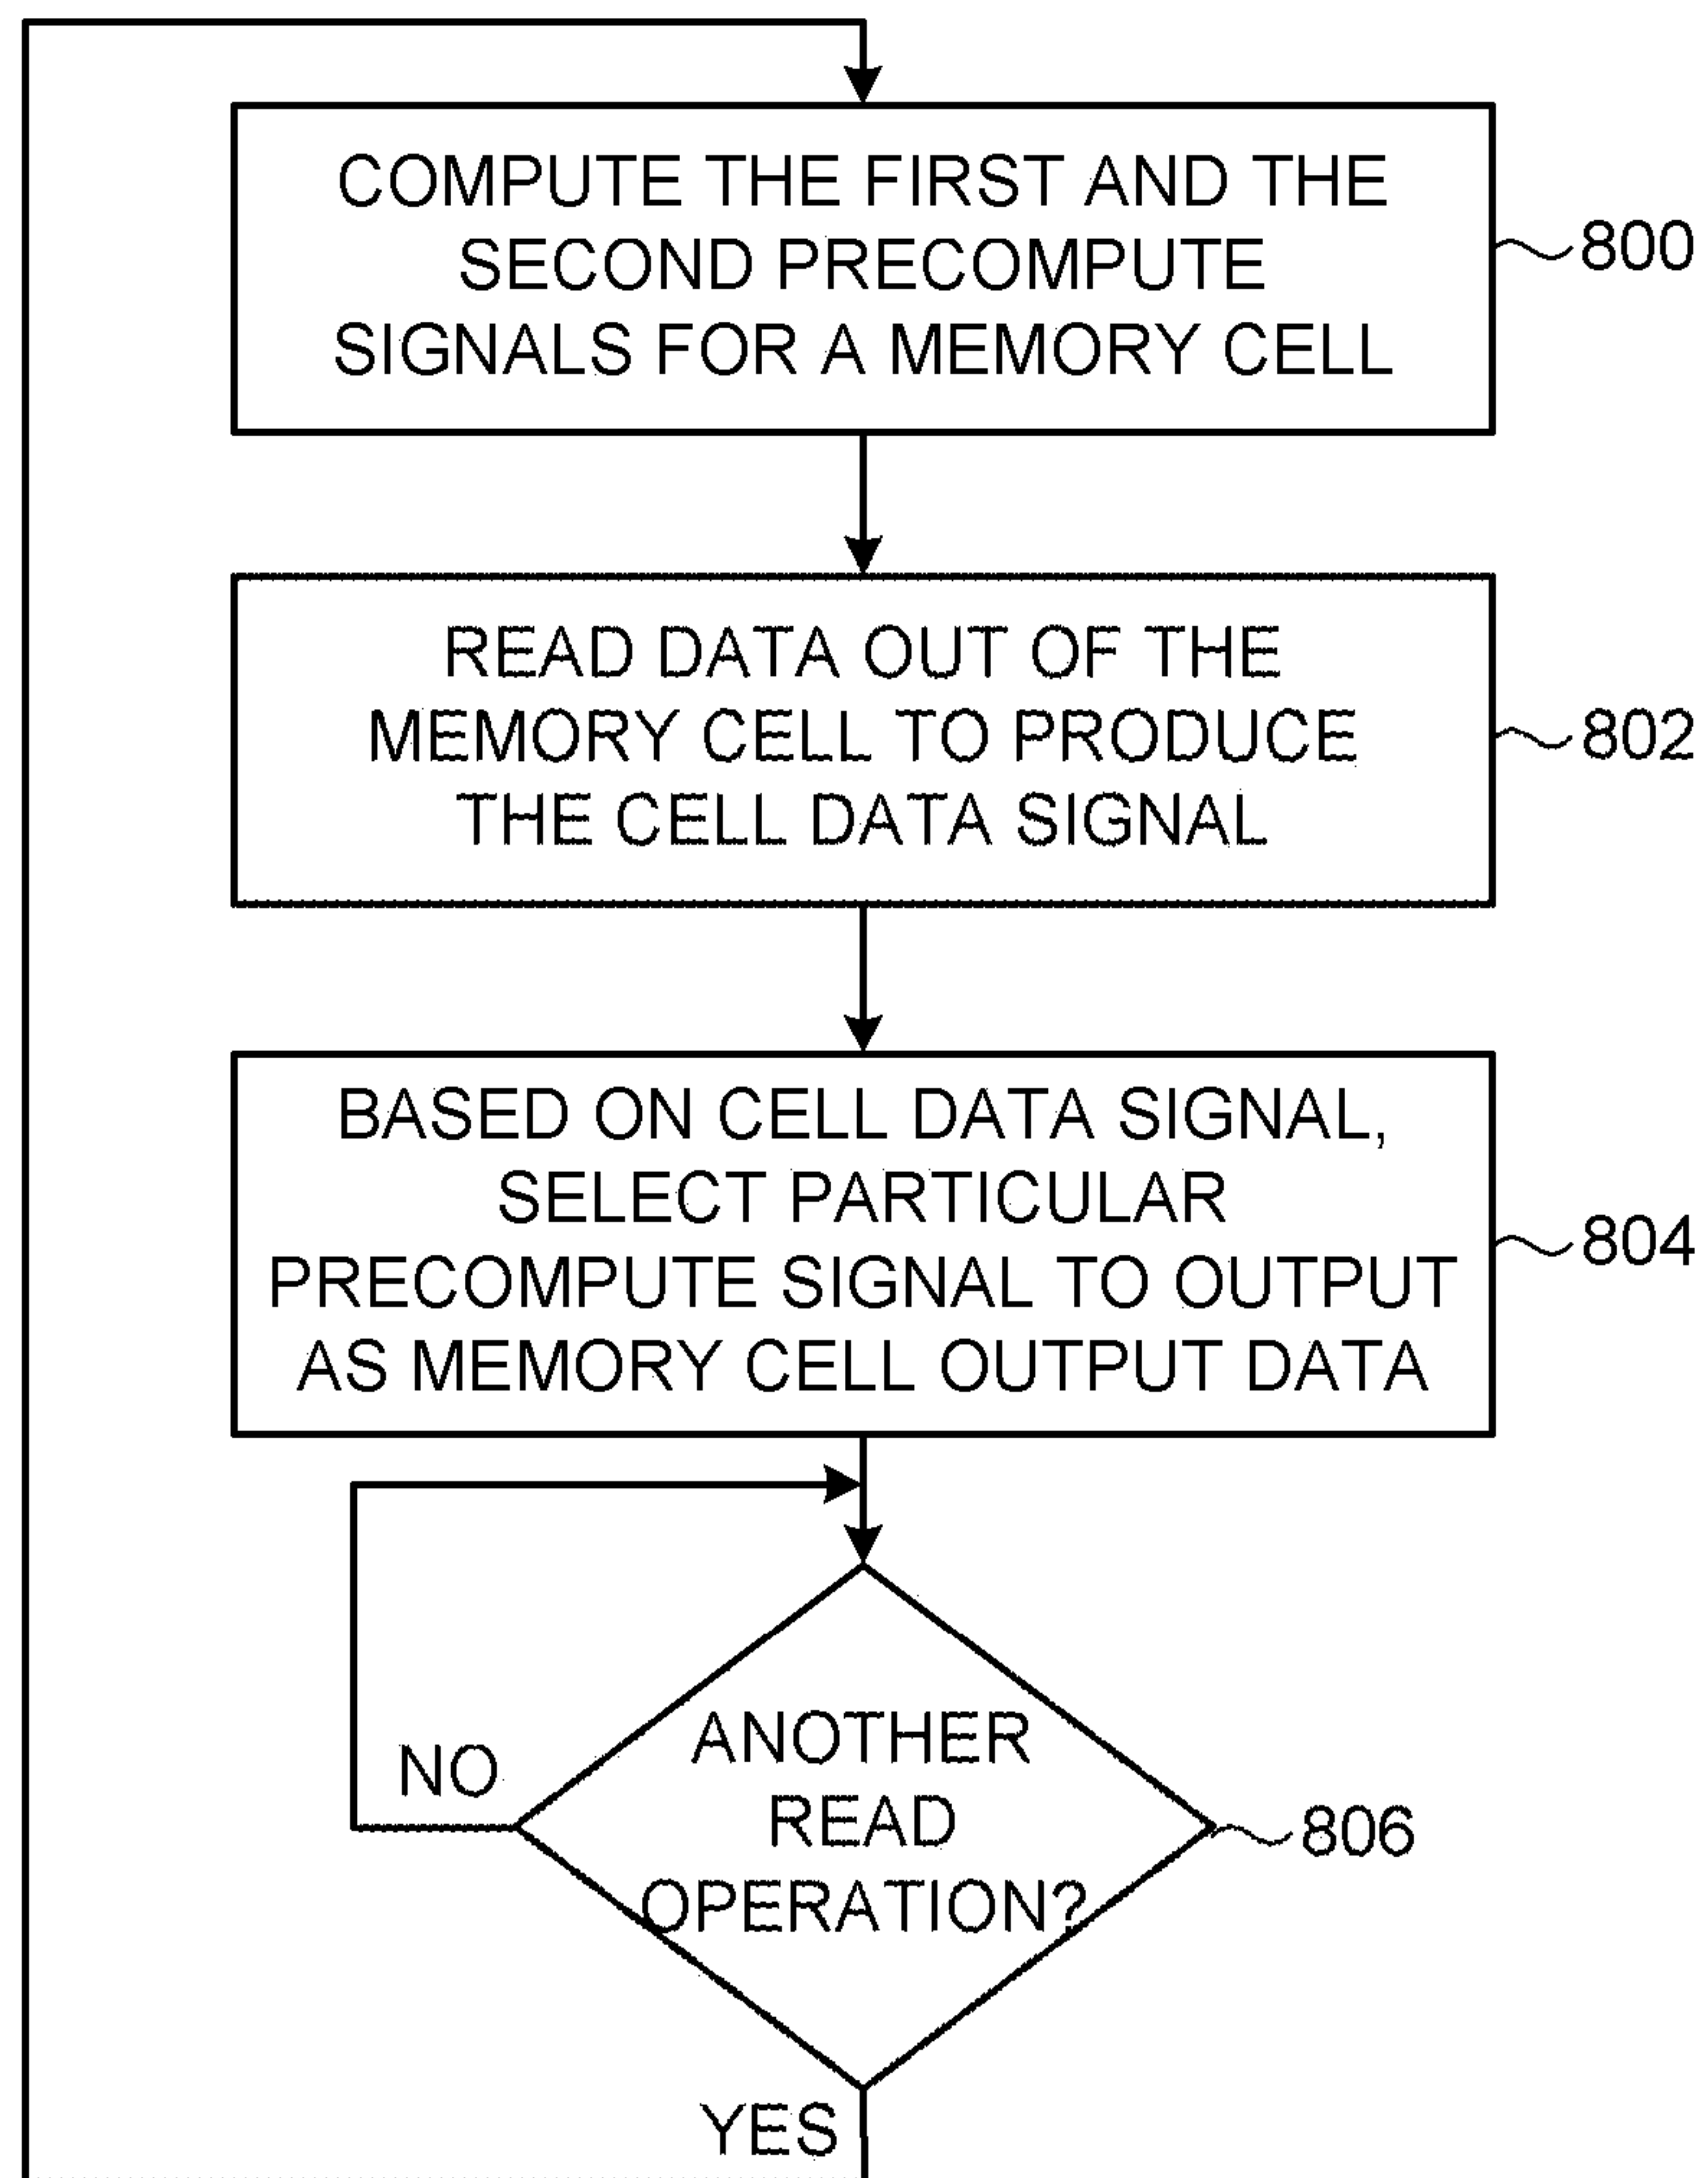 COMPUTE THE FIRST AND THE
SECOND PRECOMPUTE
SIGNALS FOR A MEMORY CELL
800
READ DATA OUT OF THE
MEMORY CELL TO PRODUCE
THE CELL DATA SIGNAL
802
BASED ON CELL DATA SIGNAL,
SELECT PARTICULAR
PRECOMPUTE SIGNAL TO OUTPUT
AS MEMORY CELL OUTPUT DATA
804
NO
ANOTHER
READ
OPERATION?
806
YES